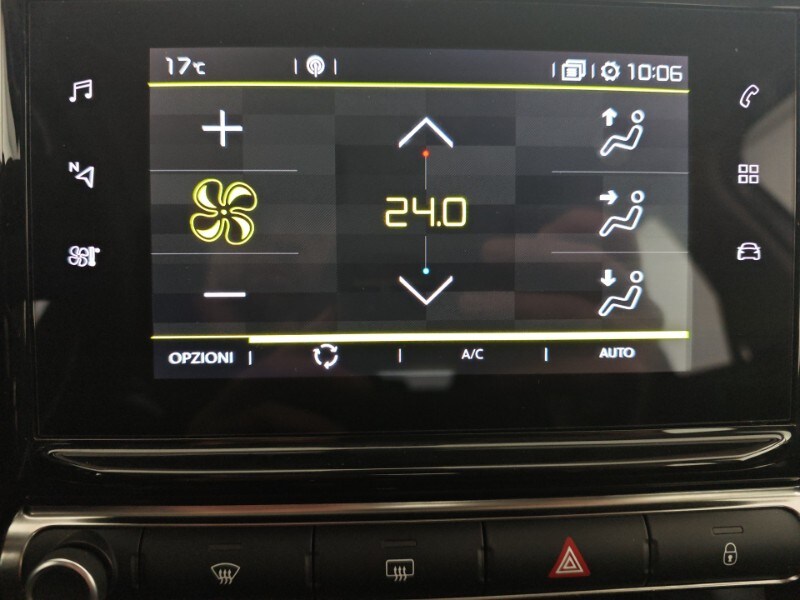 17°C 10:06
N
24.0
OPZIONI A/C AUTO